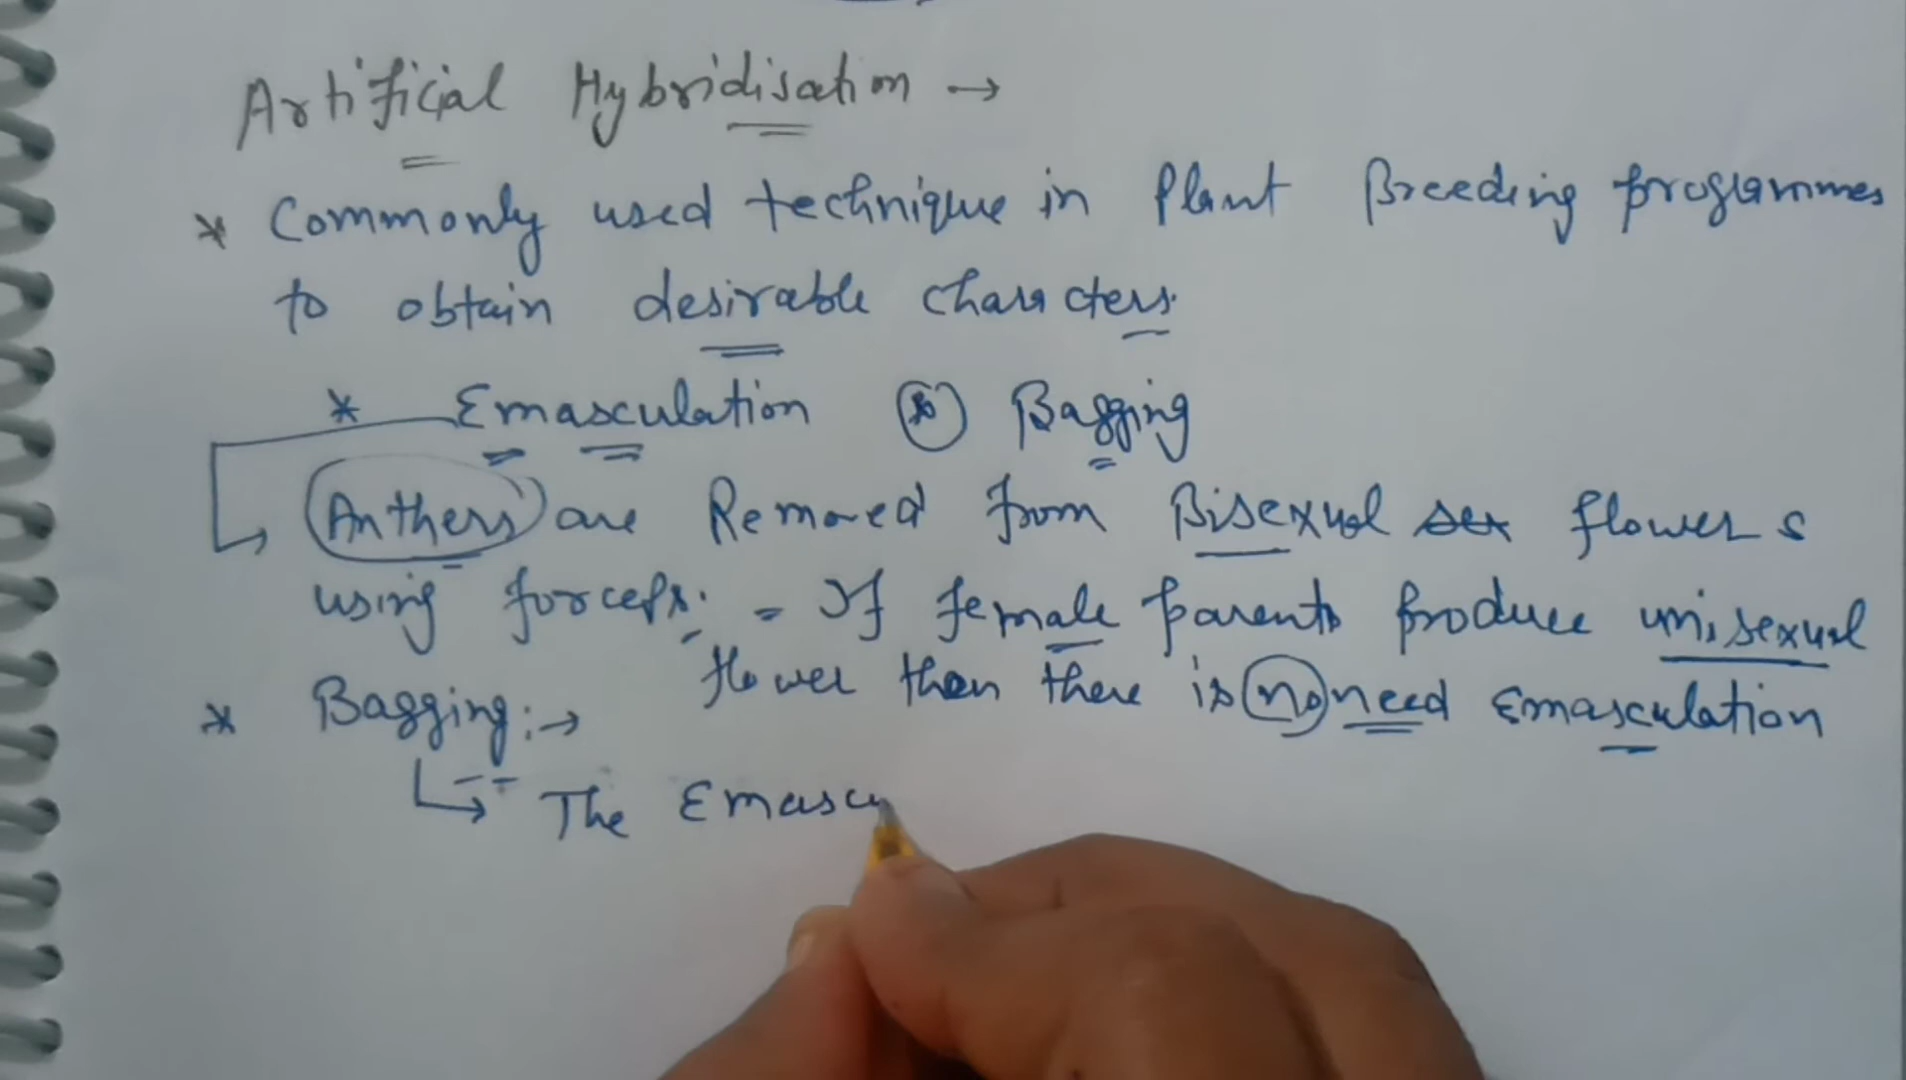 Artificial Hybridisation →
* Commonly used technique in Plant Breeding programmes
to obtain desirable characters.
* Emasculation Bagging
Anthers are Removed from Bisexual sex flowers
using forceps. - If female parents produce unisexual
flower then there is no need Emasculation
* Bagging :→
The Emascu